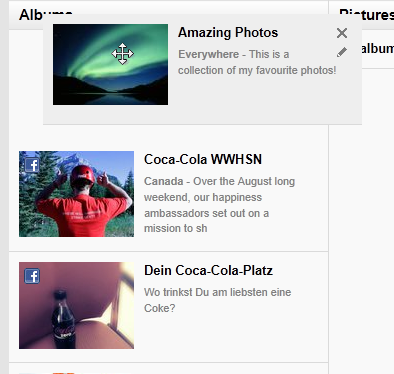 Albums
Pictures
Amazing Photos
Everywhere - This is a
collection of my favourite photos!
album
Coca-Cola WWHSN
Canada - Over the August long
weekend, our happiness
ambassadors set out on a
mission to sh
Dein Coca-Cola-Platz
Wo trinkst Du am liebsten eine
Coke?